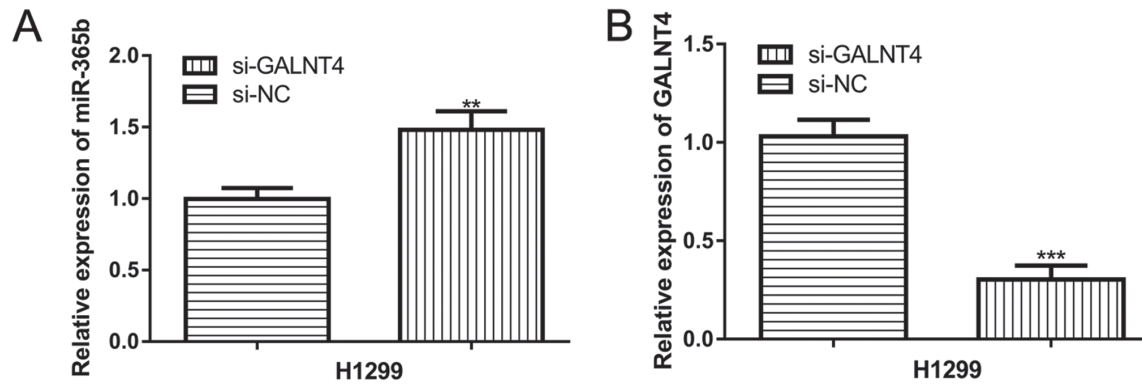 A
Relative expression of miR-365b
2.0
1.5
1.0
0.5
0.0
si-GALNT4
si-NC
**
H1299
B
Relative expression of GALNT4
1.5
1.0
0.5
0.0
si-GALNT4
si-NC
***
H1299